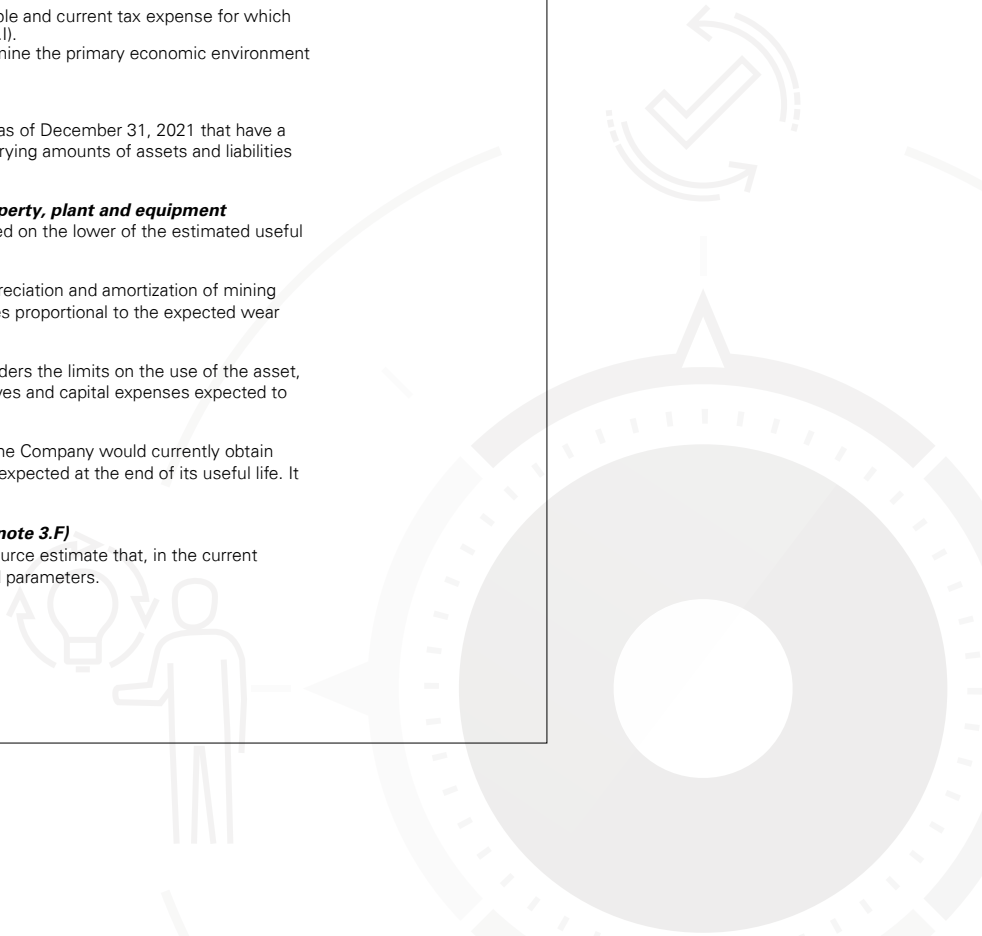 ble and current tax expense for which
.I).
mine the primary economic environment
as of December 31, 2021 that have a
rrying amounts of assets and liabilities
perty, plant and equipment
ed on the lower of the estimated useful
reciation and amortization of mining
es proportional to the expected wear
ders the limits on the use of the asset,
ves and capital expenses expected to
he Company would currently obtain
expected at the end of its useful life. It
note 3.F)
urce estimate that, in the current
l parameters.